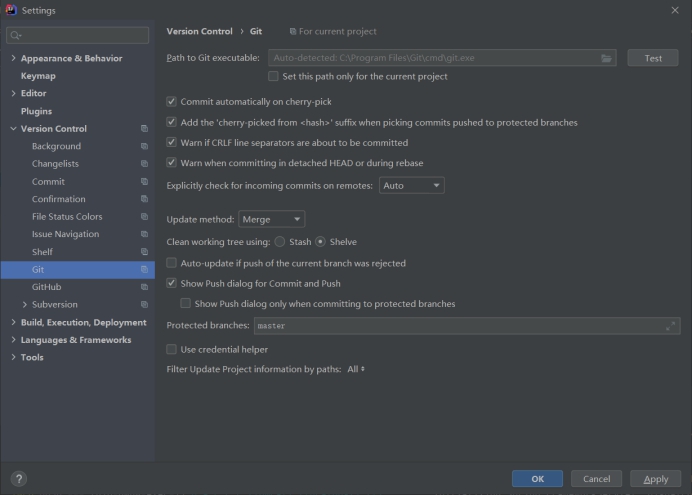 Settings
Appearance & Behavior
Keymap
Editor
Plugins
Version Control
Background
Changelists
Commit
Confirmation
File Status Colors
Issue Navigation
Shelf
Git
GitHub
Subversion
Build, Execution, Deployment
Languages & Frameworks
Tools
Version Control › Git For current project
Path to Git executable: Auto-detected: C:\Program Files\Git\cmd\git.exe Test
Set this path only for the current project
Commit automatically on cherry-pick
Add the 'cherry-picked from <hash>' suffix when picking commits pushed to protected branches
Warn if CRLF line separators are about to be committed
Warn when committing in detached HEAD or during rebase
Explicitly check for incoming commits on remotes: Auto
Update method: Merge
Clean working tree using: Stash Shelve
Auto-update if push of the current branch was rejected
Show Push dialog for Commit and Push
Show Push dialog only when committing to protected branches
Protected branches: master
Use credential helper
Filter Update Project information by paths: All
? OK Cancel Apply